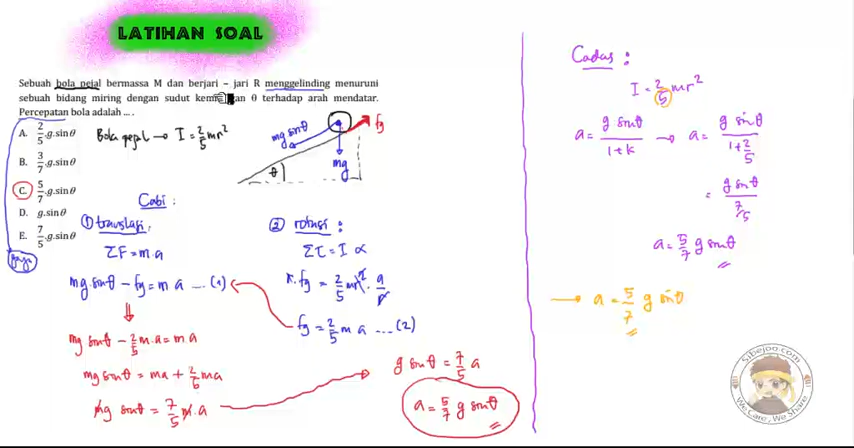 LATIHAN SOAL
Sebuah bola pejal bermassa M dan berjari – jari R menggelinding menuruni
sebuah bidang miring dengan sudut θ terhadap arah mendatar.
Percepatan bola adalah ... .
A. 2/5 .g.sinθ
B. 3/7 .g.sinθ
C. 5/7 .g.sinθ
D. g.sinθ
E. 7/5 .g.sinθ
gaya
Bola pejal → I = 2/5 mr²
mg sinθ
fg
mg
θ
Cabi :
① translasi
ΣF = m.a
mg.sinθ - fg = m a ... (1)
mg sinθ - 2/5 m.a = m a
mg sinθ = ma + 2/5 ma
mg sinθ = 7/5 m.a
② rotasi :
Στ = I α
r.fg = 2/5 mr² . a/r
fg = 2/5 m a ... (2)
g sinθ = 7/5 a
a = 5/7 g sinθ
Cadas :
I = 2/5 mr²
a = g sinθ / 1+k → a = g sinθ / 1+2/5
= g sinθ / 7/5
a = 5/7 g sinθ
→ a = 5/7 g sinθ
Sibejoo.com
We Care, We Share